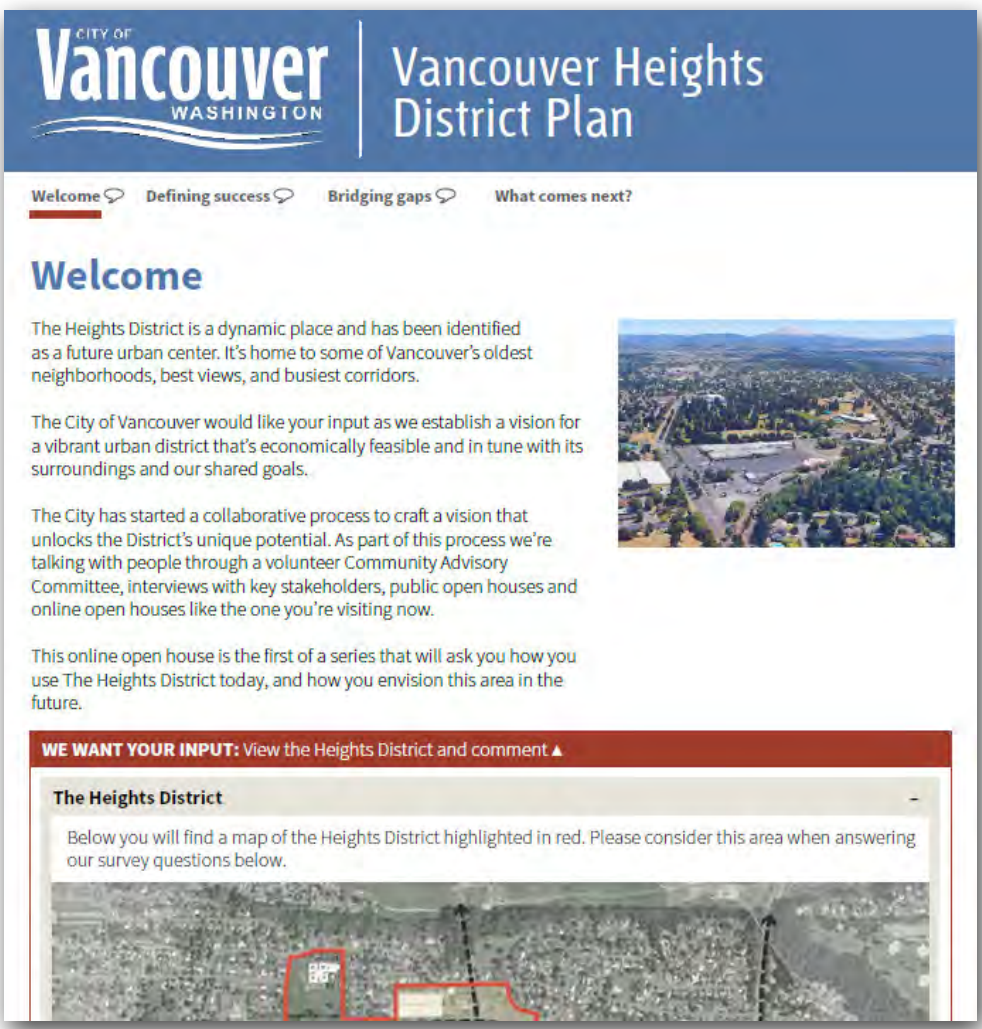 CITY OF
Vancouver
WASHINGTON
Vancouver Heights
District Plan
Welcome Defining success Bridging gaps What comes next?
Welcome
The Heights District is a dynamic place and has been identified
as a future urban center. It's home to some of Vancouver's oldest
neighborhoods, best views, and busiest corridors.
The City of Vancouver would like your input as we establish a vision for
a vibrant urban district that's economically feasible and in tune with its
surroundings and our shared goals.
The City has started a collaborative process to craft a vision that
unlocks the District's unique potential. As part of this process we're
talking with people through a volunteer Community Advisory
Committee, interviews with key stakeholders, public open houses and
online open houses like the one you're visiting now.
This online open house is the first of a series that will ask you how you
use The Heights District today, and how you envision this area in the
future.
WE WANT YOUR INPUT: View the Heights District and comment ▲
The Heights District –
Below you will find a map of the Heights District highlighted in red. Please consider this area when answering
our survey questions below.